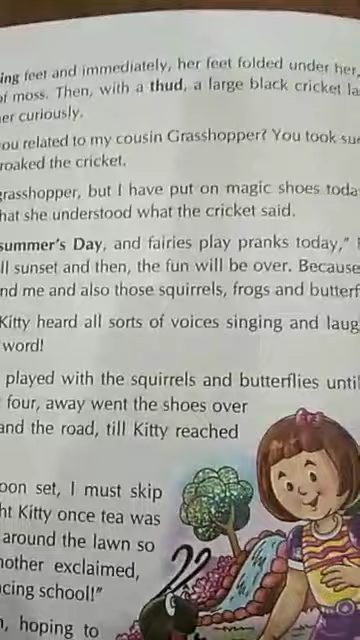 ing feet and immediately, her feet folded under her,
of moss. Then, with a thud, a large black cricket la
er curiously.
ou related to my cousin Grasshopper? You took su
roaked the cricket.
grasshopper, but I have put on magic shoes toda
hat she understood what the cricket said.
summer's Day, and fairies play pranks today,"
ll sunset and then, the fun will be over. Because
nd me and also those squirrels, frogs and butterf
Kitty heard all sorts of voices singing and laug
word!
played with the squirrels and butterflies until
four, away went the shoes over
and the road, till Kitty reached
oon set, I must skip
ht Kitty once tea was
around the lawn so
nother exclaimed,
ncing school!"
n, hoping to